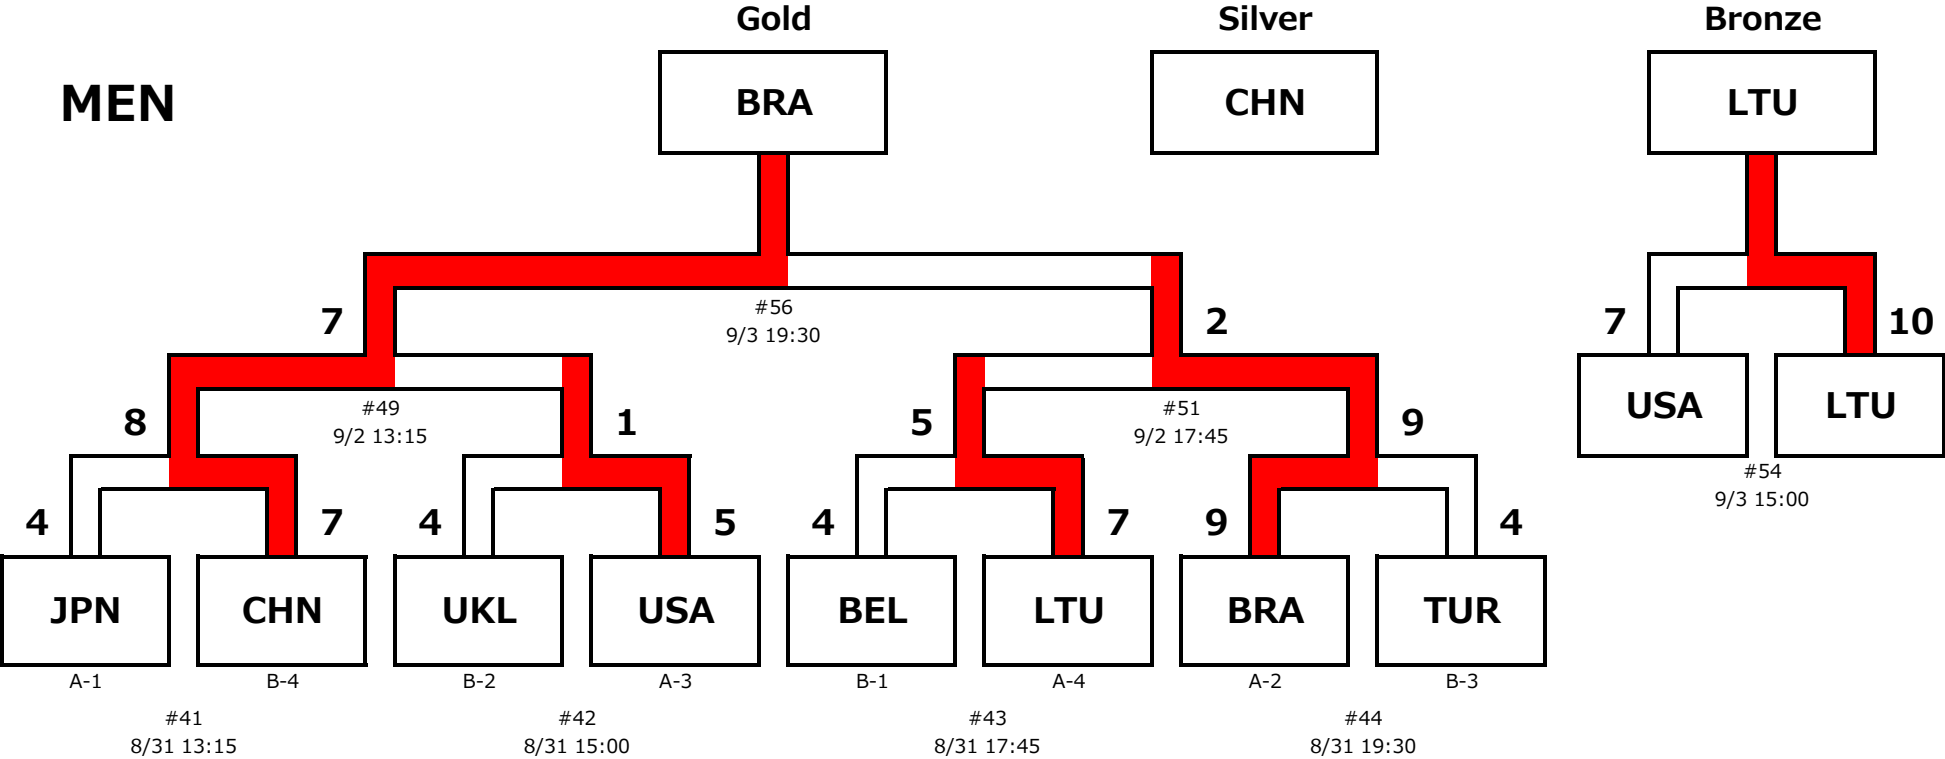 Gold
Silver
Bronze
MEN
BRA
CHN
LTU
#56
9/3 19:30
7
2
7
10
USA
LTU
#49
9/2 13:15
#51
9/2 17:45
8
1
5
9
#54
9/3 15:00
4
7
4
5
4
7
9
4
JPN
CHN
UKL
USA
BEL
LTU
BRA
TUR
A-1
B-4
B-2
A-3
B-1
A-4
A-2
B-3
#41
8/31 13:15
#42
8/31 15:00
#43
8/31 17:45
#44
8/31 19:30